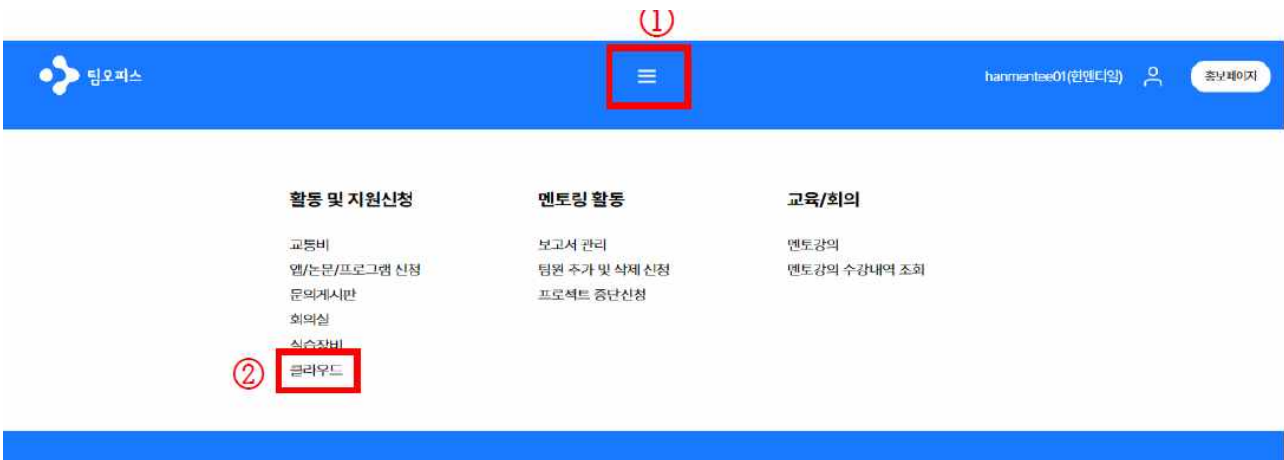 ①
팀오피스
hanmentee01(한멘티일)
홍보페이지
활동 및 지원신청
교통비
앱/논문/프로그램 신청
문의게시판
회의실
실습장비
② 클라우드
멘토링 활동
보고서 관리
팀원 추가 및 삭제 신청
프로젝트 중단신청
교육/회의
멘토강의
멘토강의 수강내역 조회